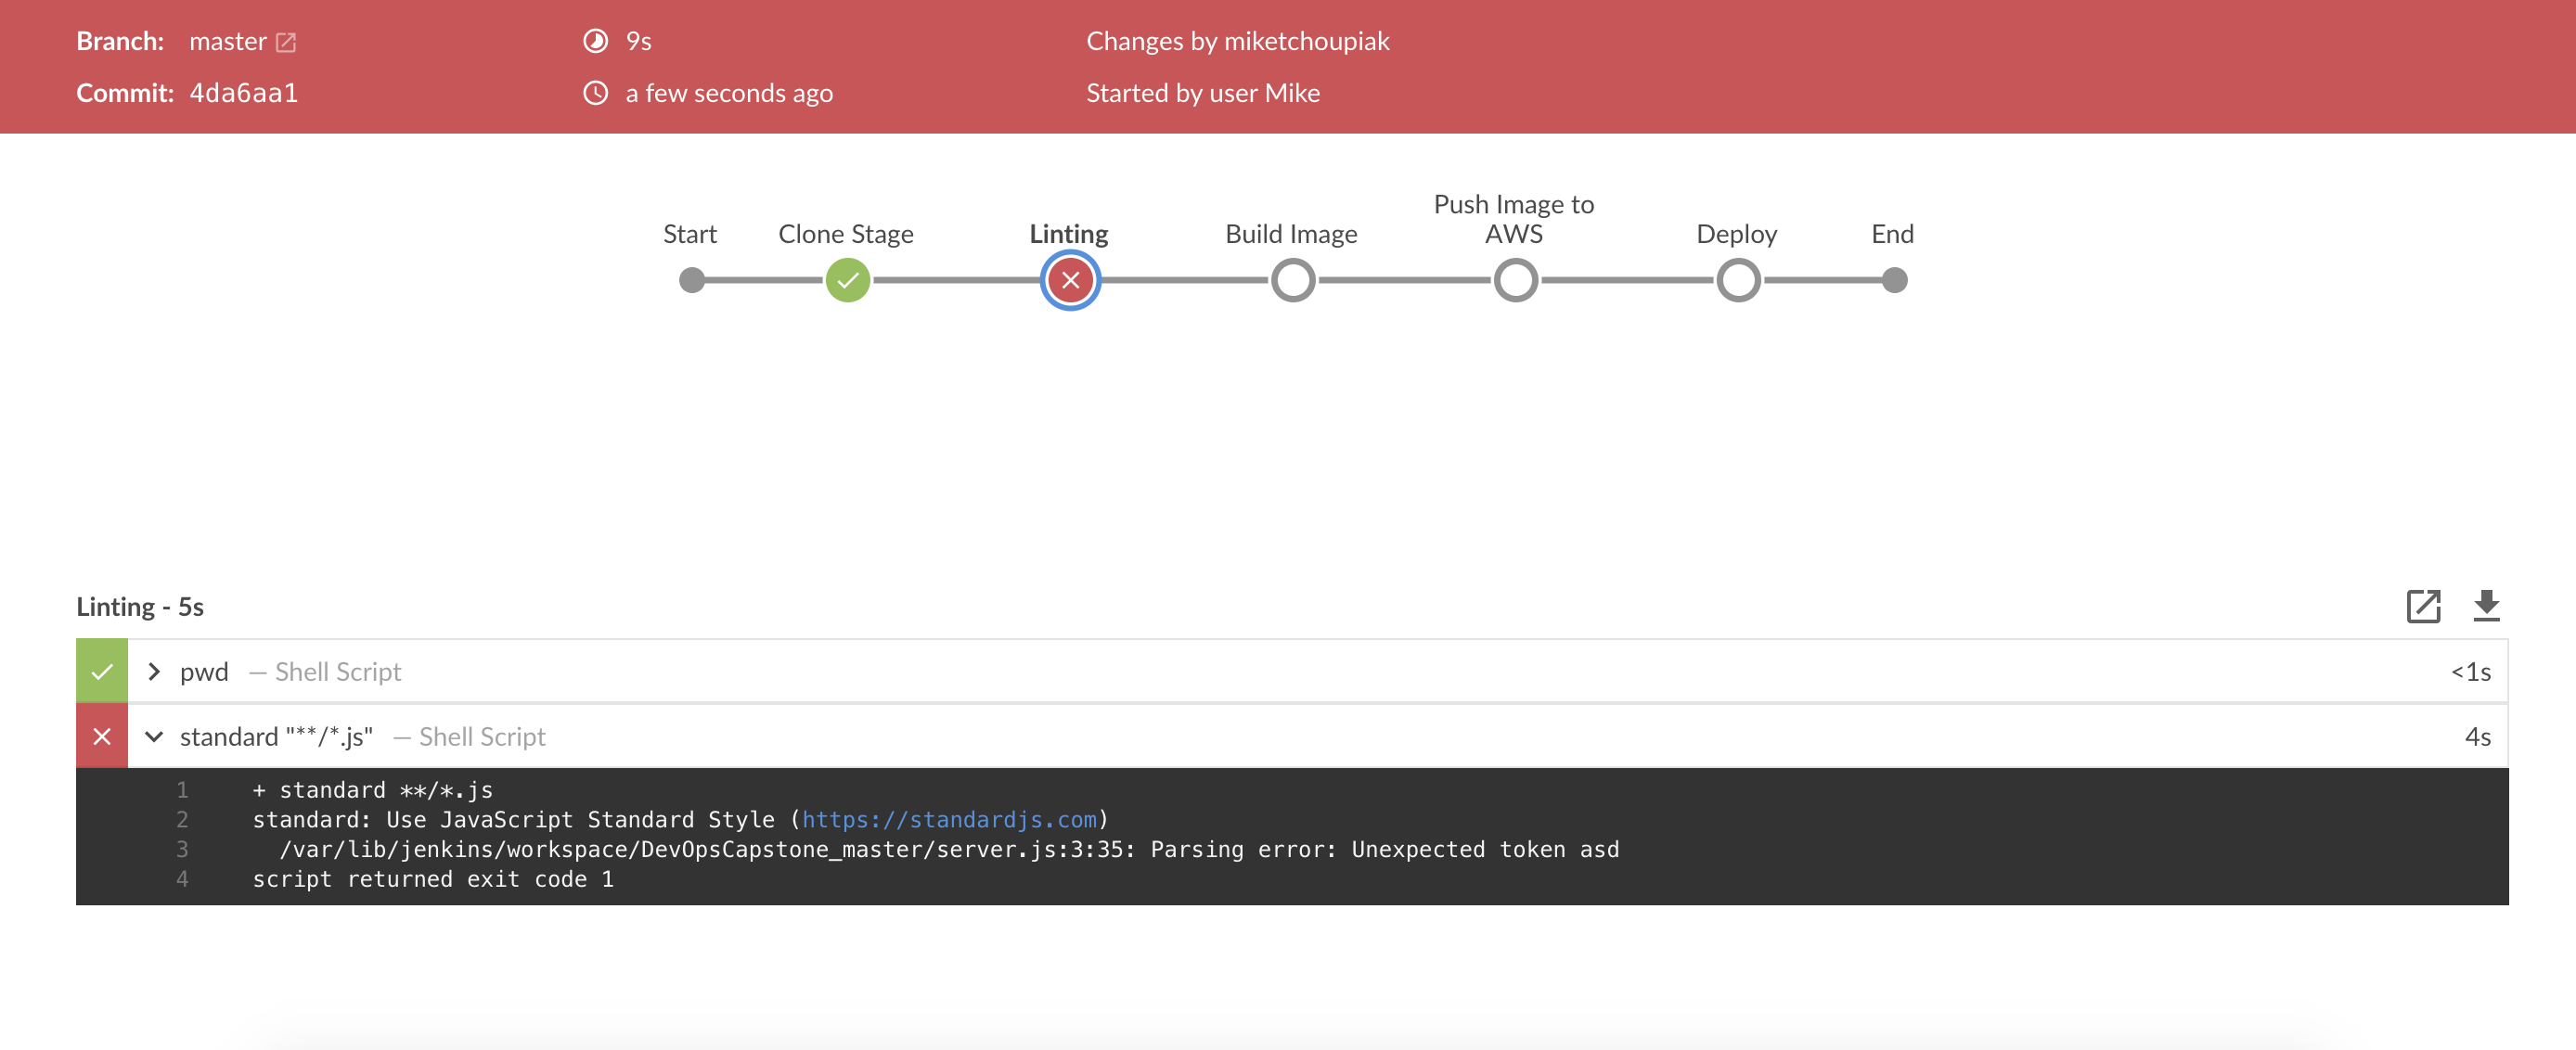 Branch: master 9s Changes by miketchoupiak
Commit: 4da6aa1 a few seconds ago Started by user Mike
Push Image to
Start Clone Stage Linting Build Image AWS Deploy End
Linting - 5s
pwd — Shell Script <1s
standard "**/*.js" — Shell Script 4s
1 + standard **/*.js
2 standard: Use JavaScript Standard Style (https://standardjs.com)
3 /var/lib/jenkins/workspace/DevOpsCapstone_master/server.js:3:35: Parsing error: Unexpected token asd
4 script returned exit code 1